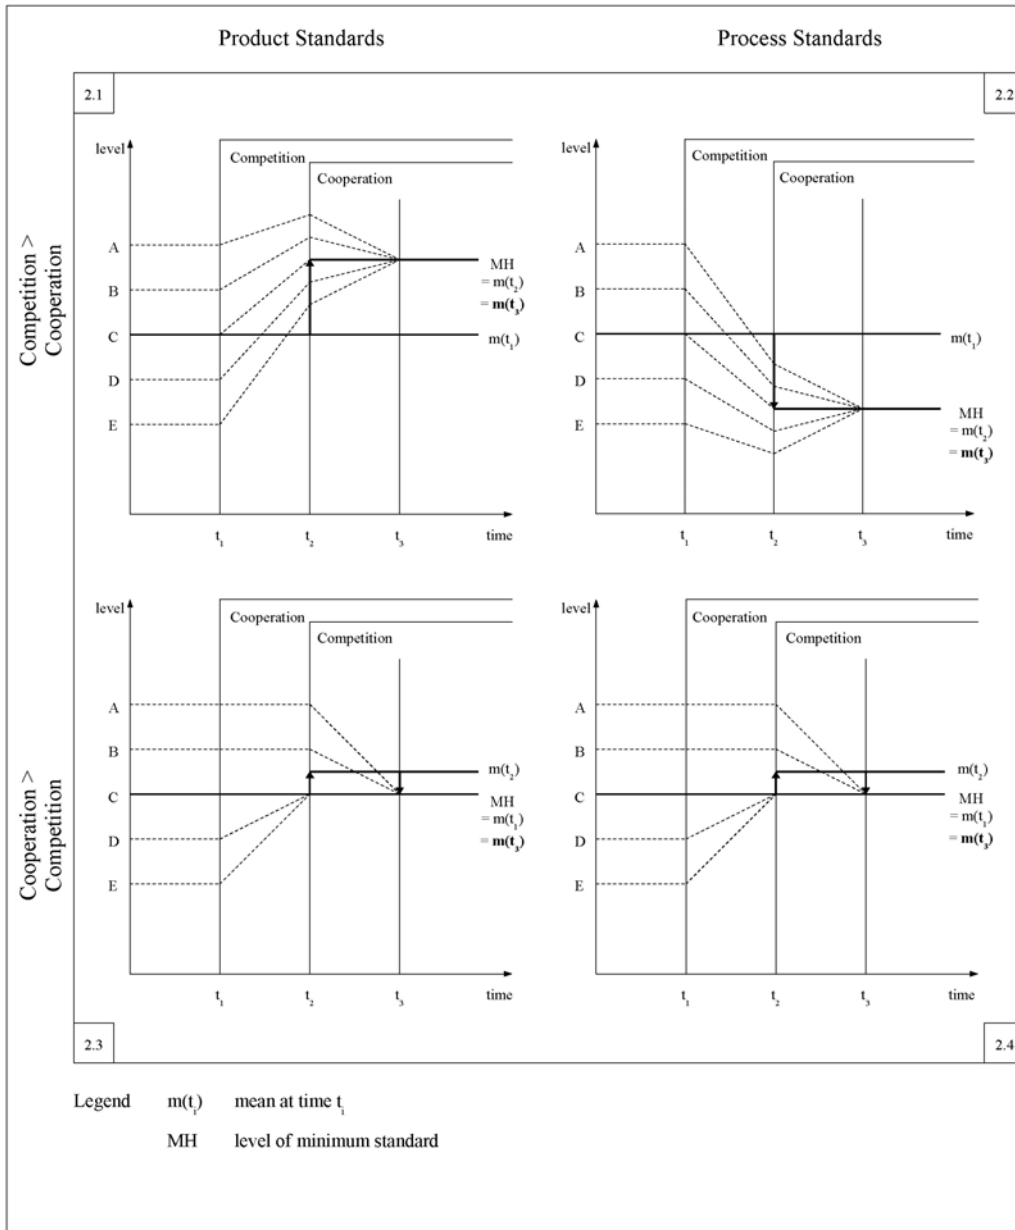 Product Standards
Process Standards
Competition >
Cooperation
2.1
level
Competition
Cooperation
A
B
C
D
E
MH
= m(t₂)
= m(t₃)
m(t₁)
t₁
t₂
t₃
time
2.2
level
Competition
Cooperation
A
B
C
D
E
m(t₁)
MH
= m(t₂)
= m(t₃)
t₁
t₂
t₃
time
Cooperation >
Competition
level
Cooperation
Competition
A
B
C
D
E
m(t₂)
MH
= m(t₁)
= m(t₃)
t₁
t₂
t₃
time
2.3
level
Cooperation
Competition
A
B
C
D
E
m(t₂)
MH
= m(t₁)
= m(t₃)
t₁
t₂
t₃
time
2.4
Legend
m(tᵢ) mean at time tᵢ
MH level of minimum standard